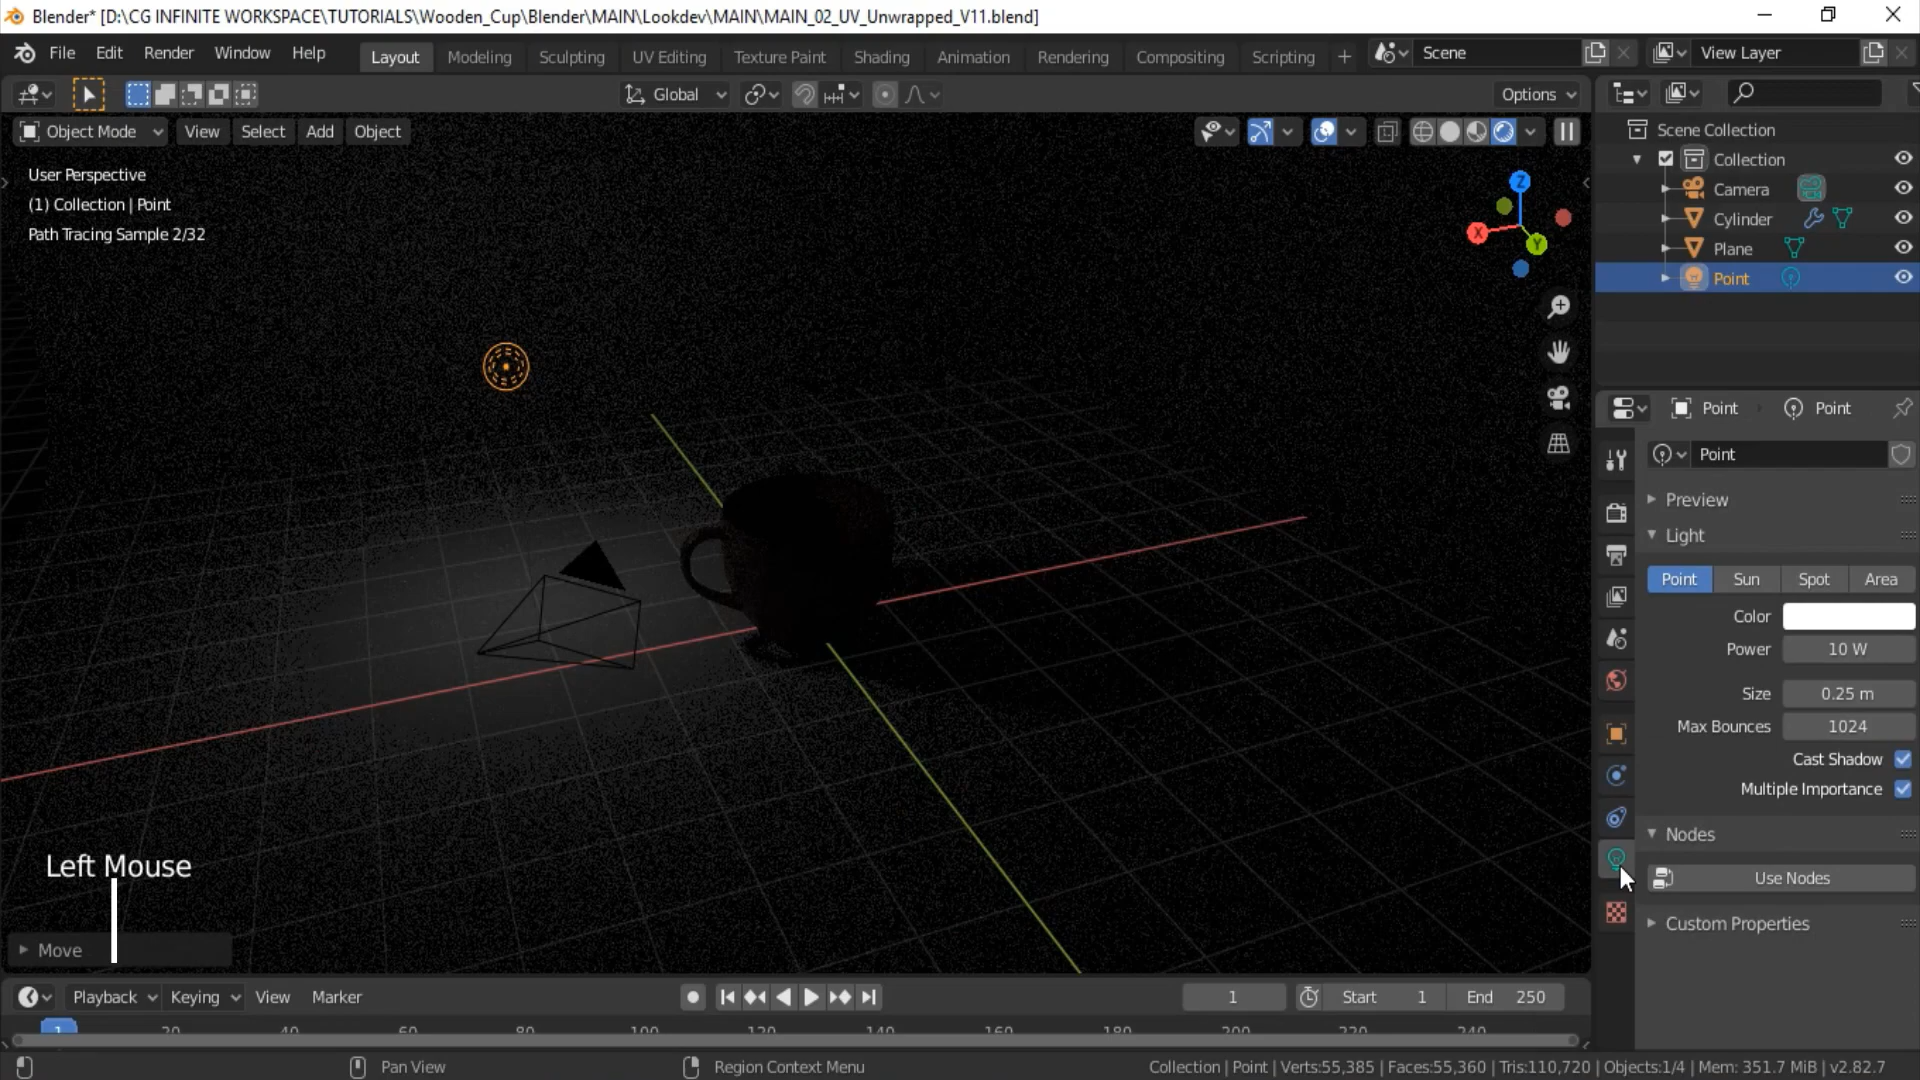 Blender* [D:\CG INFINITE WORKSPACE\TUTORIALS\Wooden_Cup\Blender\MAIN\Lookdev\MAIN\MAIN_02_UV_Unwrapped_V11.blend]
File Edit Render Window Help Layout Modeling Sculpting UV Editing Texture Paint Shading Animation Rendering Compositing Scripting + Scene View Layer
Global Options
Object Mode View Select Add Object
User Perspective
(1) Collection | Point
Path Tracing Sample 2/32
Z
X
Y
Scene Collection
Collection
Camera
Cylinder
Plane
Point
Point Point
Point
Preview
Light
Point Sun Spot Area
Color
Power 10 W
Size 0.25 m
Max Bounces 1024
Cast Shadow
Multiple Importance
Nodes
Use Nodes
Custom Properties
Left Mouse
Move
Playback Keying View Marker 1 Start 1 End 250
1 20 40 60 80 100 120 140 160 180 200 220 240
Pan View Region Context Menu Collection | Point | Verts:55,385 | Faces:55,360 | Tris:110,720 | Objects:1/4 | Mem: 351.7 MiB | v2.82.7